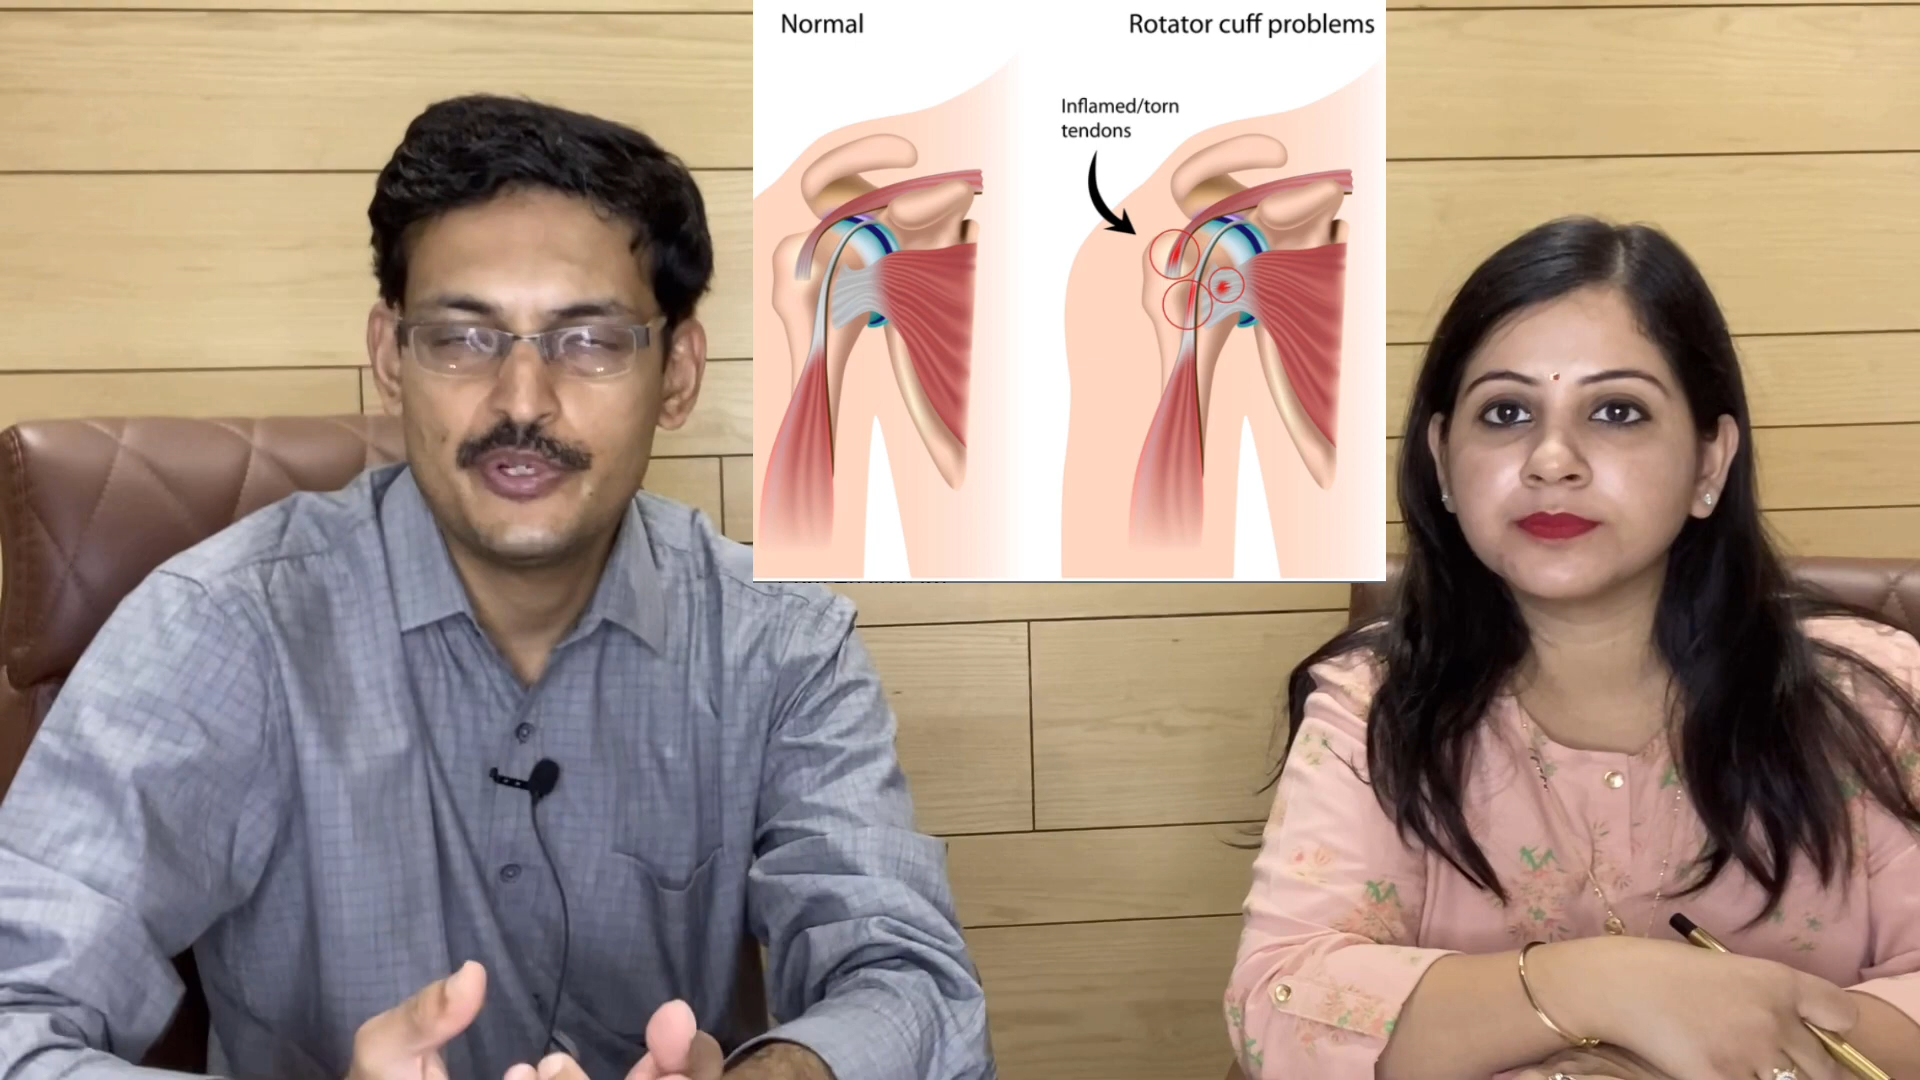 Normal
Rotator cuff problems
Inflamed/torn
tendons